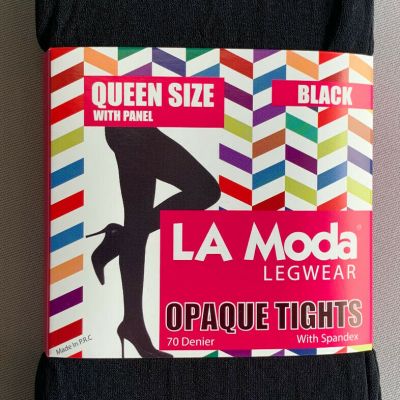 QUEEN SIZE
WITH PANEL
BLACK
LA Moda
LEGWEAR
OPAQUE TIGHTS
70 Denier
With Spandex
Made In P.R.C